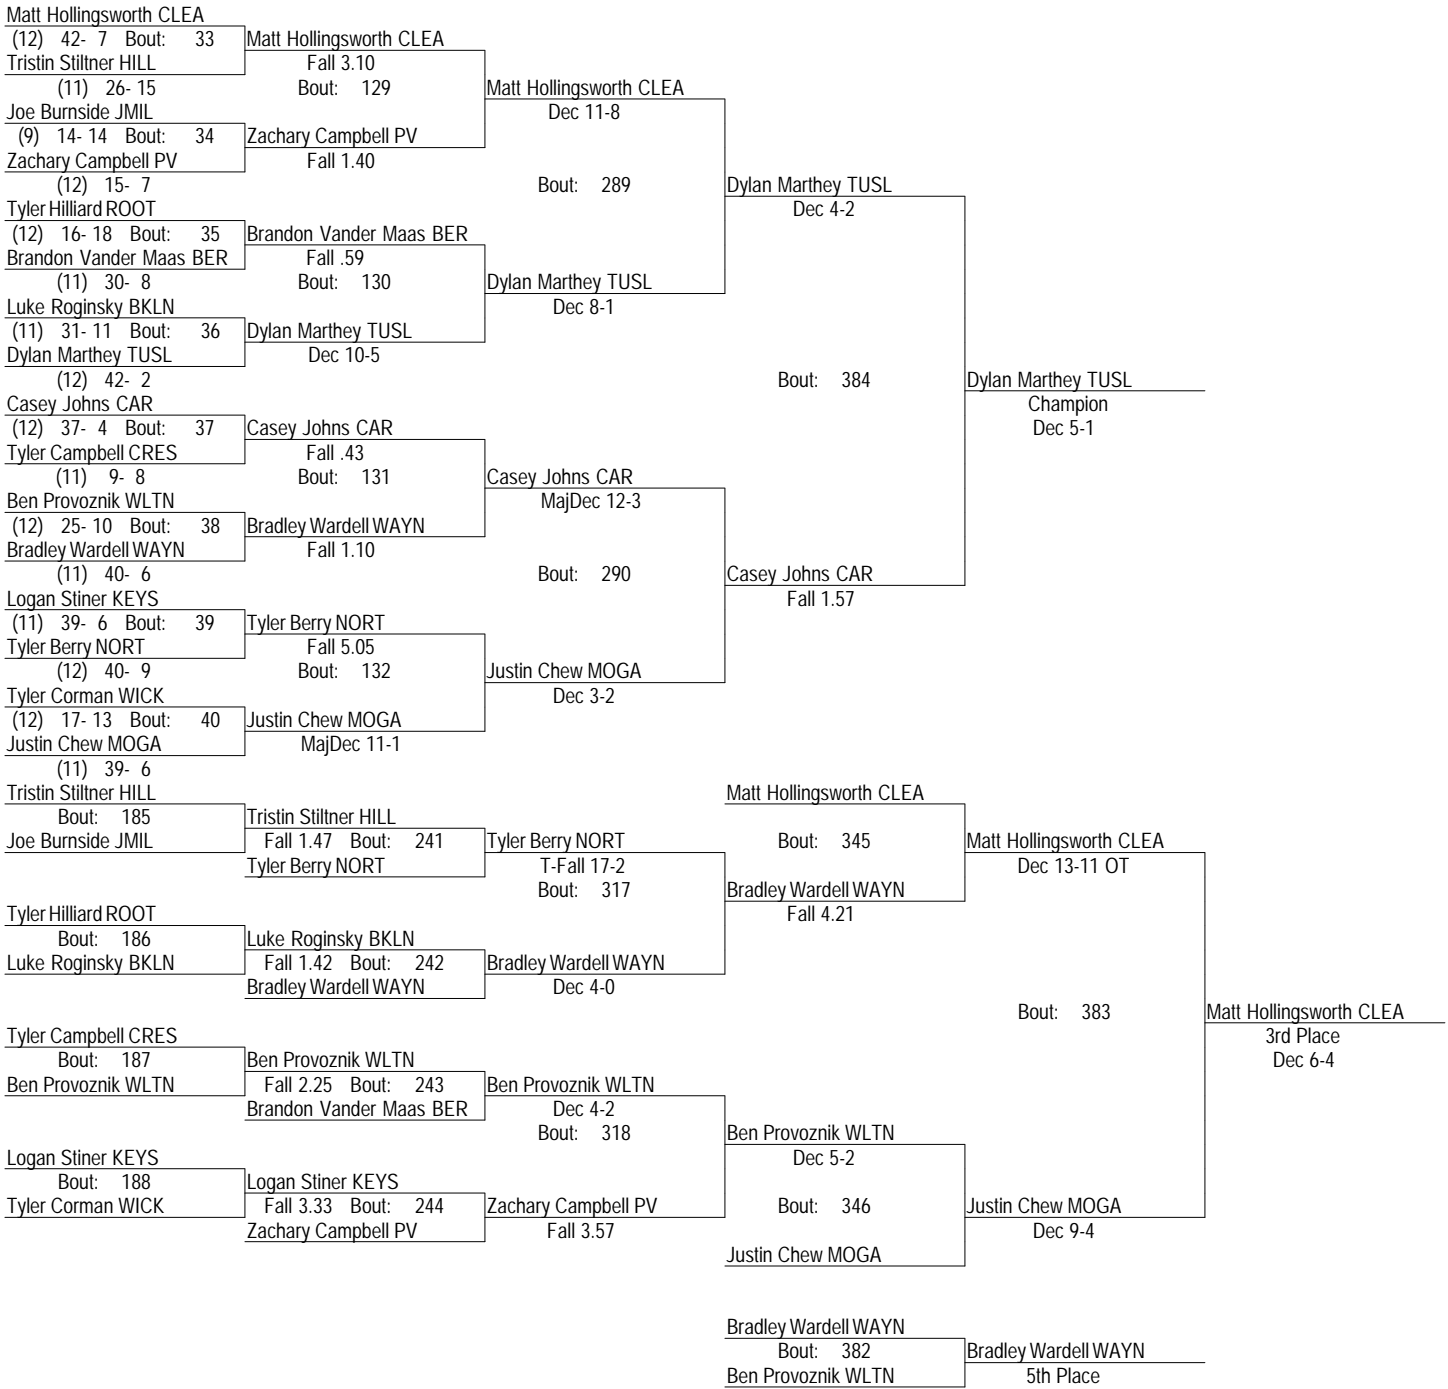 Matt Hollingsworth CLEA
(12) 42- 7 Bout: 33 Matt Hollingsworth CLEA
Tristin Stiltner HILL Fall 3.10
(11) 26- 15 Bout: 129 Matt Hollingsworth CLEA
Joe Burnside JMIL Dec 11-8
(9) 14- 14 Bout: 34 Zachary Campbell PV
Zachary Campbell PV Fall 1.40
(12) 15- 7 Bout: 289 Dylan Marthey TUSL
Tyler Hilliard ROOT Dec 4-2
(12) 16- 18 Bout: 35 Brandon Vander Maas BER
Brandon Vander Maas BER Fall .59
(11) 30- 8 Bout: 130 Dylan Marthey TUSL
Luke Roginsky BKLN Dec 8-1
(11) 31- 11 Bout: 36 Dylan Marthey TUSL
Dylan Marthey TUSL Dec 10-5
(12) 42- 2 Bout: 384 Dylan Marthey TUSL
Casey Johns CAR Champion
(12) 37- 4 Bout: 37 Casey Johns CAR Dec 5-1
Tyler Campbell CRES Fall .43
(11) 9- 8 Bout: 131 Casey Johns CAR
Ben Provoznik WLTN MajDec 12-3
(12) 25- 10 Bout: 38 Bradley Wardell WAYN
Bradley Wardell WAYN Fall 1.10
(11) 40- 6 Bout: 290 Casey Johns CAR
Logan Stiner KEYS Fall 1.57
(11) 39- 6 Bout: 39 Tyler Berry NORT
Tyler Berry NORT Fall 5.05
(12) 40- 9 Bout: 132 Justin Chew MOGA
Tyler Corman WICK Dec 3-2
(12) 17- 13 Bout: 40 Justin Chew MOGA
Justin Chew MOGA MajDec 11-1
(11) 39- 6
Tristin Stiltner HILL Matt Hollingsworth CLEA
Bout: 185 Tristin Stiltner HILL
Joe Burnside JMIL Fall 1.47 Bout: 241 Tyler Berry NORT Bout: 345 Matt Hollingsworth CLEA
Tyler Berry NORT T-Fall 17-2 Dec 13-11 OT
Bout: 317 Bradley Wardell WAYN
Tyler Hilliard ROOT Fall 4.21
Bout: 186 Luke Roginsky BKLN
Luke Roginsky BKLN Fall 1.42 Bout: 242 Bradley Wardell WAYN
Bradley Wardell WAYN Dec 4-0
Bout: 383 Matt Hollingsworth CLEA
Tyler Campbell CRES 3rd Place
Bout: 187 Ben Provoznik WLTN Dec 6-4
Ben Provoznik WLTN Fall 2.25 Bout: 243 Ben Provoznik WLTN
Brandon Vander Maas BER Dec 4-2
Bout: 318 Ben Provoznik WLTN
Logan Stiner KEYS Dec 5-2
Bout: 188 Logan Stiner KEYS
Tyler Corman WICK Fall 3.33 Bout: 244 Zachary Campbell PV Bout: 346 Justin Chew MOGA
Zachary Campbell PV Fall 3.57 Dec 9-4
Justin Chew MOGA
Bradley Wardell WAYN
Bout: 382 Bradley Wardell WAYN
Ben Provoznik WLTN 5th Place